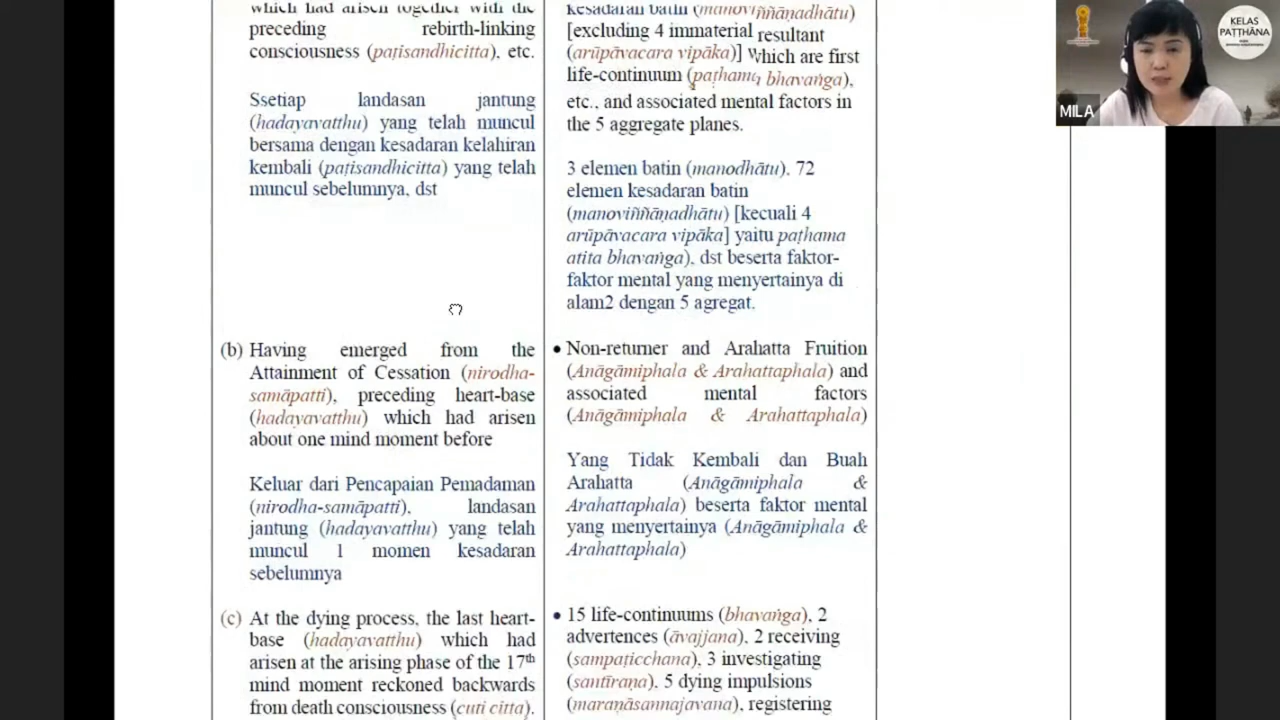 which had arisen together with the
preceding rebirth-linking
consciousness (paṭisandhicitta), etc.
Ssetiap landasan jantung
(hadayavatthu) yang telah muncul
bersama dengan kesadaran kelahiran
kembali (paṭisandhicitta) yang telah
muncul sebelumnya, dst
(b) Having emerged from the
Attainment of Cessation (nirodha-
samāpatti), preceding heart-base
(hadayavatthu) which had arisen
about one mind moment before
Keluar dari Pencapaian Pemadaman
(nirodha-samāpatti), landasan
jantung (hadayavatthu) yang telah
muncul 1 momen kesadaran
sebelumnya
(c) At the dying process, the last heart-
base (hadayavatthu) which had
arisen at the arising phase of the 17th
mind moment reckoned backwards
from death consciousness (cuti citta).
kesadaran batin (manoviññāṇadhātu)
[excluding 4 immaterial resultant
(arūpāvacara vipāka)] which are first
life-continuum (paṭhama bhavaṅga),
etc., and associated mental factors in
the 5 aggregate planes.
3 elemen batin (manodhātu). 72
elemen kesadaran batin
(manoviññāṇadhātu) [kecuali 4
arūpāvacara vipāka] yaitu paṭhama
atita bhavaṅga), dst beserta faktor-
faktor mental yang menyertainya di
alam2 dengan 5 agregat.
• Non-returner and Arahatta Fruition
(Anāgāmiphala & Arahattaphala) and
associated mental factors
(Anāgāmiphala & Arahattaphala)
Yang Tidak Kembali dan Buah
Arahatta (Anāgāmiphala &
Arahattaphala) beserta faktor mental
yang menyertainya (Anāgāmiphala &
Arahattaphala)
• 15 life-continuums (bhavaṅga), 2
advertences (āvajjana), 2 receiving
(sampaṭicchana), 3 investigating
(santīraṇa), 5 dying impulsions
(maraṇāsannajavana), registering
MILA
KELAS
PAṬṬHĀNA